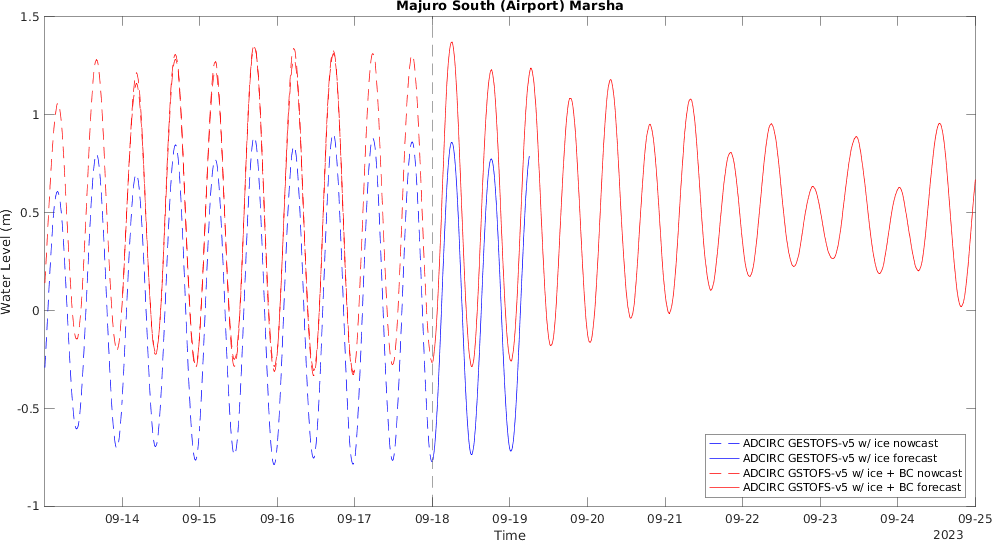 Majuro South (Airport) Marsha
1.5
1
0.5
0
-0.5
-1
Water Level (m)
ADCIRC GESTOFS-v5 w/ ice nowcast
ADCIRC GESTOFS-v5 w/ ice forecast
ADCIRC GSTOFS-v5 w/ ice + BC nowcast
ADCIRC GSTOFS-v5 w/ ice + BC forecast
09-14 09-15 09-16 09-17 09-18 09-19 09-20 09-21 09-22 09-23 09-24 09-25
Time
2023